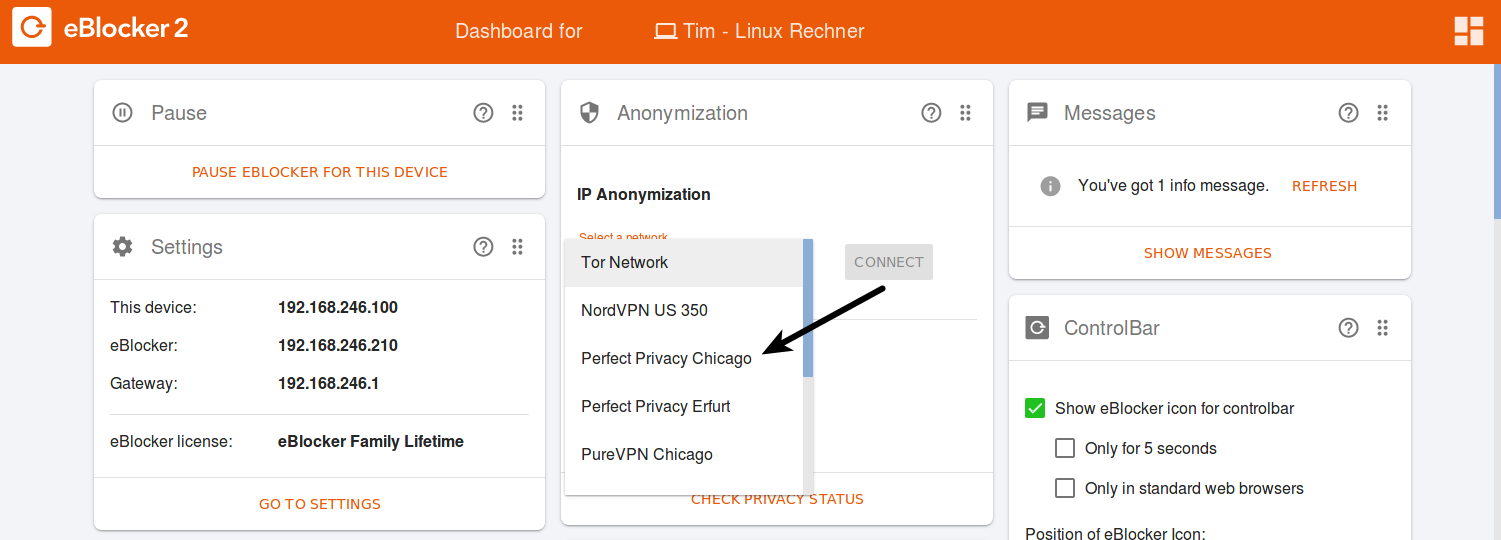 eBlocker 2
Dashboard for
Tim - Linux Rechner
Pause
PAUSE EBLOCKER FOR THIS DEVICE
Settings
This device: 192.168.246.100
eBlocker: 192.168.246.210
Gateway: 192.168.246.1
eBlocker license: eBlocker Family Lifetime
GO TO SETTINGS
Anonymization
IP Anonymization
Select a network
Tor Network
CONNECT
NordVPN US 350
Perfect Privacy Chicago
Perfect Privacy Erfurt
PureVPN Chicago
CHECK PRIVACY STATUS
Messages
You've got 1 info message. REFRESH
SHOW MESSAGES
ControlBar
Show eBlocker icon for controlbar
Only for 5 seconds
Only in standard web browsers
Position of eBlocker Icon: